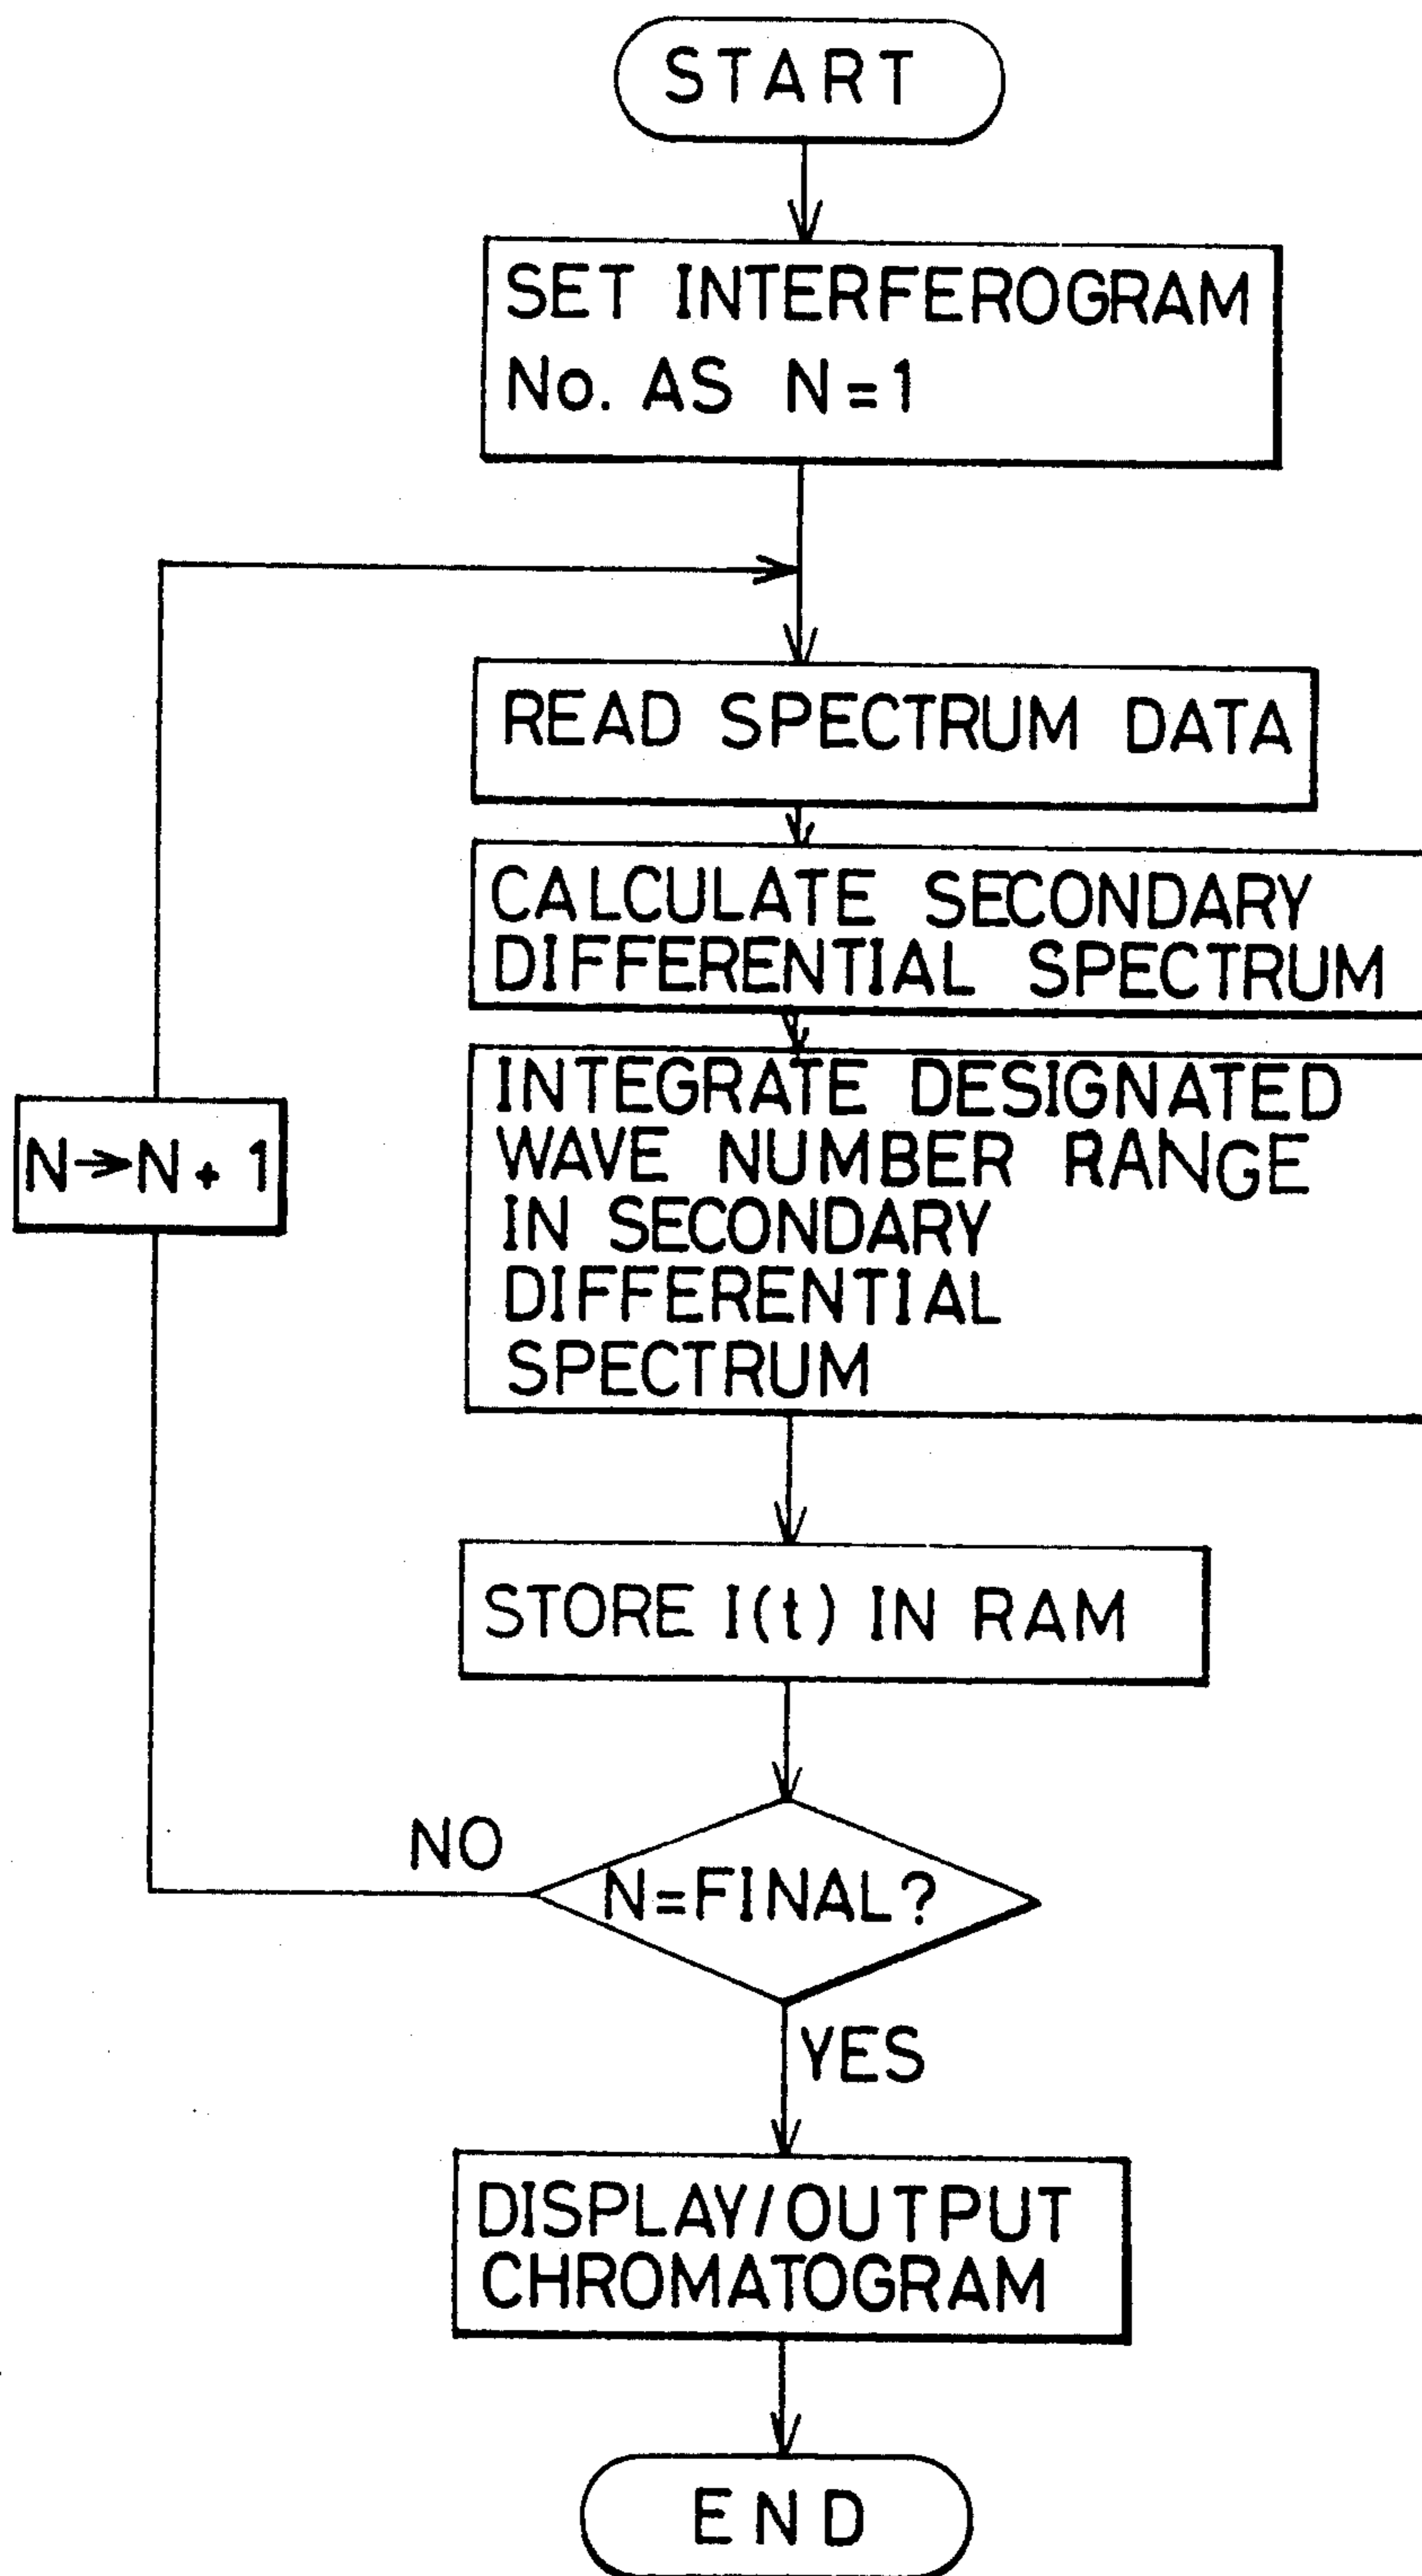 START
SET INTERFEROGRAM
No. AS N=1
READ SPECTRUM DATA
CALCULATE SECONDARY
DIFFERENTIAL SPECTRUM
INTEGRATE DESIGNATED
WAVE NUMBER RANGE
IN SECONDARY
DIFFERENTIAL
SPECTRUM
N→N+1
STORE I(t) IN RAM
NO
N=FINAL?
YES
DISPLAY/OUTPUT
CHROMATOGRAM
END